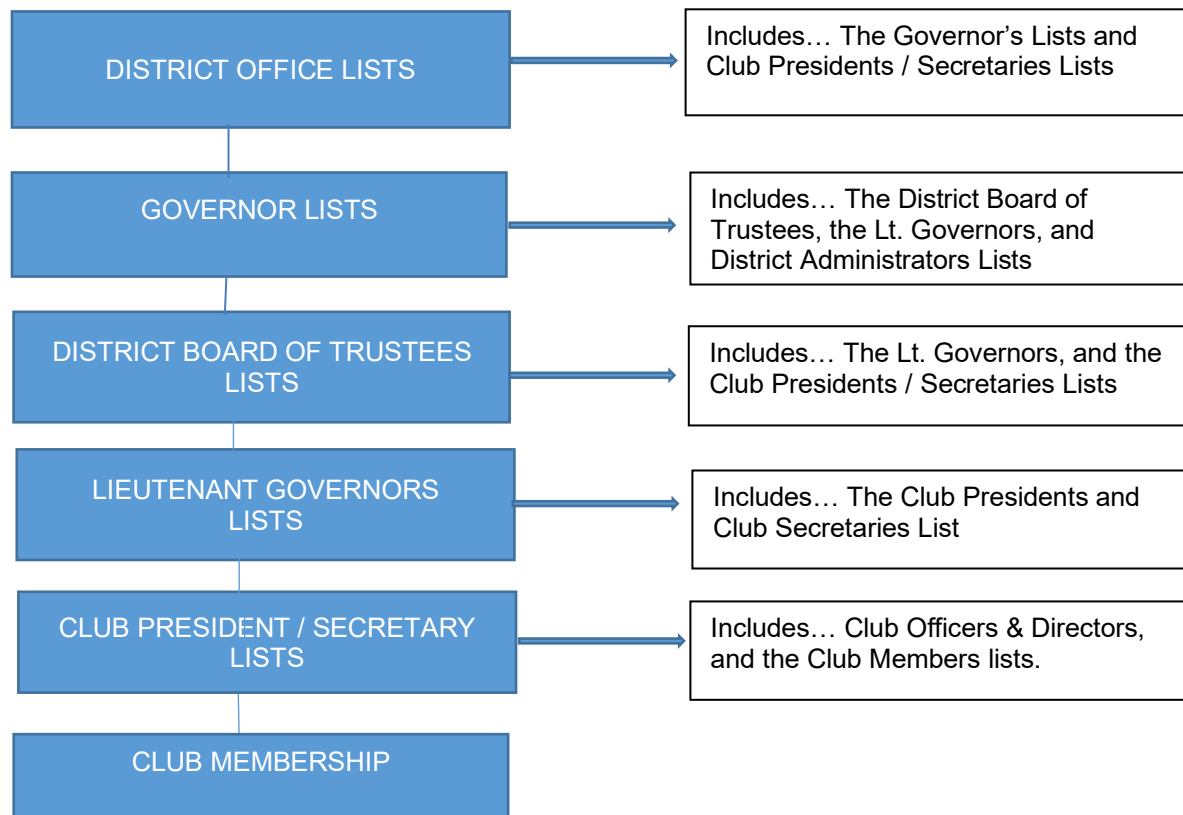 DISTRICT OFFICE LISTS
Includes… The Governor’s Lists and
Club Presidents / Secretaries Lists
GOVERNOR LISTS
Includes… The District Board of
Trustees, the Lt. Governors, and
District Administrators Lists
DISTRICT BOARD OF TRUSTEES
LISTS
Includes… The Lt. Governors, and the
Club Presidents / Secretaries Lists
LIEUTENANT GOVERNORS
LISTS
Includes… The Club Presidents and
Club Secretaries List
CLUB PRESIDENT / SECRETARY
LISTS
Includes… Club Officers & Directors,
and the Club Members lists.
CLUB MEMBERSHIP